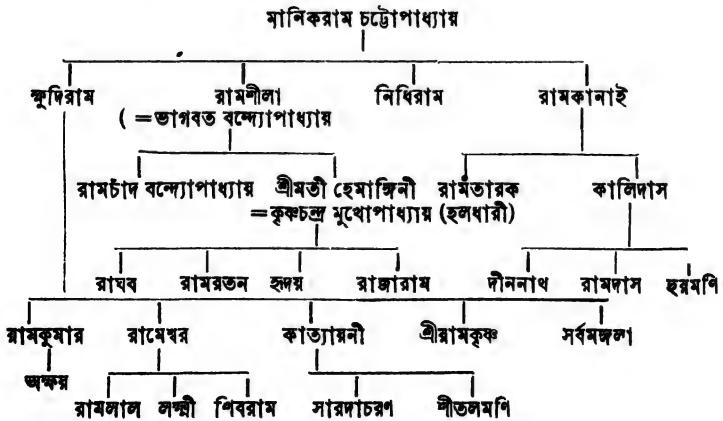 মানিকরাম চট্টোপাধ্যায়
ক্ষুদিরাম রামশীলা নিধিরাম রামকানাই
( =ভাগবত বন্দ্যোপাধ্যায়
রামচাঁদ বন্দ্যোপাধ্যায় শ্রীমতী হেমাঙ্গিনী রামতারক কালিদাস
=কৃষ্ণচন্দ্র মুখোপাধ্যায় (হলধারী)
রাঘব রামরতন হৃদয় রাজারাম দীননাথ রামদাস হরমণি
রামকুমার রামেশ্বর কাত্যায়নী শ্রীরামকৃষ্ণ সর্বমঙ্গলা
অক্ষয়
রামলাল লক্ষ্মী শিবরাম সারদাচরণ শীতলমণি